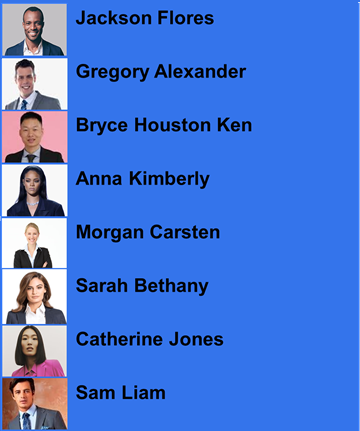 Jackson Flores
Gregory Alexander
Bryce Houston Ken
Anna Kimberly
Morgan Carsten
Sarah Bethany
Catherine Jones
Sam Liam